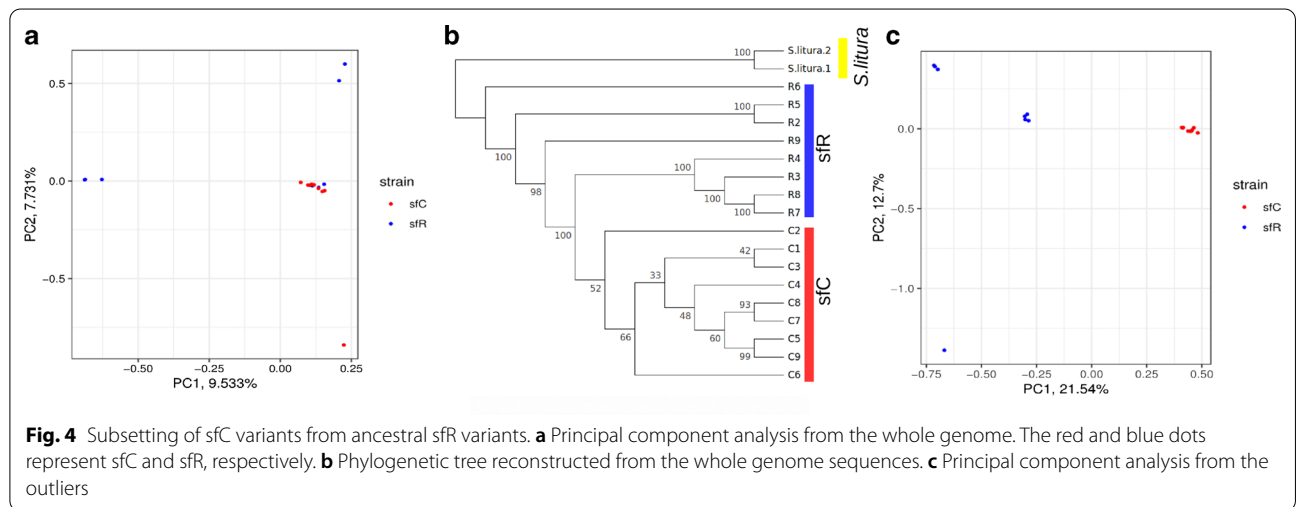 a
0.5
0.0
−0.5
PC2, 7.731%
−0.50
−0.25
0.00
0.25
PC1, 9.533%
strain
sfC
sfR
b
100
S.litura.2
S.litura.1
S.litura
R6
R5
100
R2
100
R9
R4
98
100
R3
100
R8
100
R7
sfR
100
C2
C1
42
C3
33
C4
52
C8
93
48
C7
60
C5
66
99
C9
C6
sfC
c
0.0
−0.5
−1.0
PC2, 12.7%
−0.75
−0.50
−0.25
0.00
0.25
0.50
PC1, 21.54%
strain
sfC
sfR
Fig. 4 Subsetting of sfC variants from ancestral sfR variants. a Principal component analysis from the whole genome. The red and blue dots
represent sfC and sfR, respectively. b Phylogenetic tree reconstructed from the whole genome sequences. c Principal component analysis from the
outliers